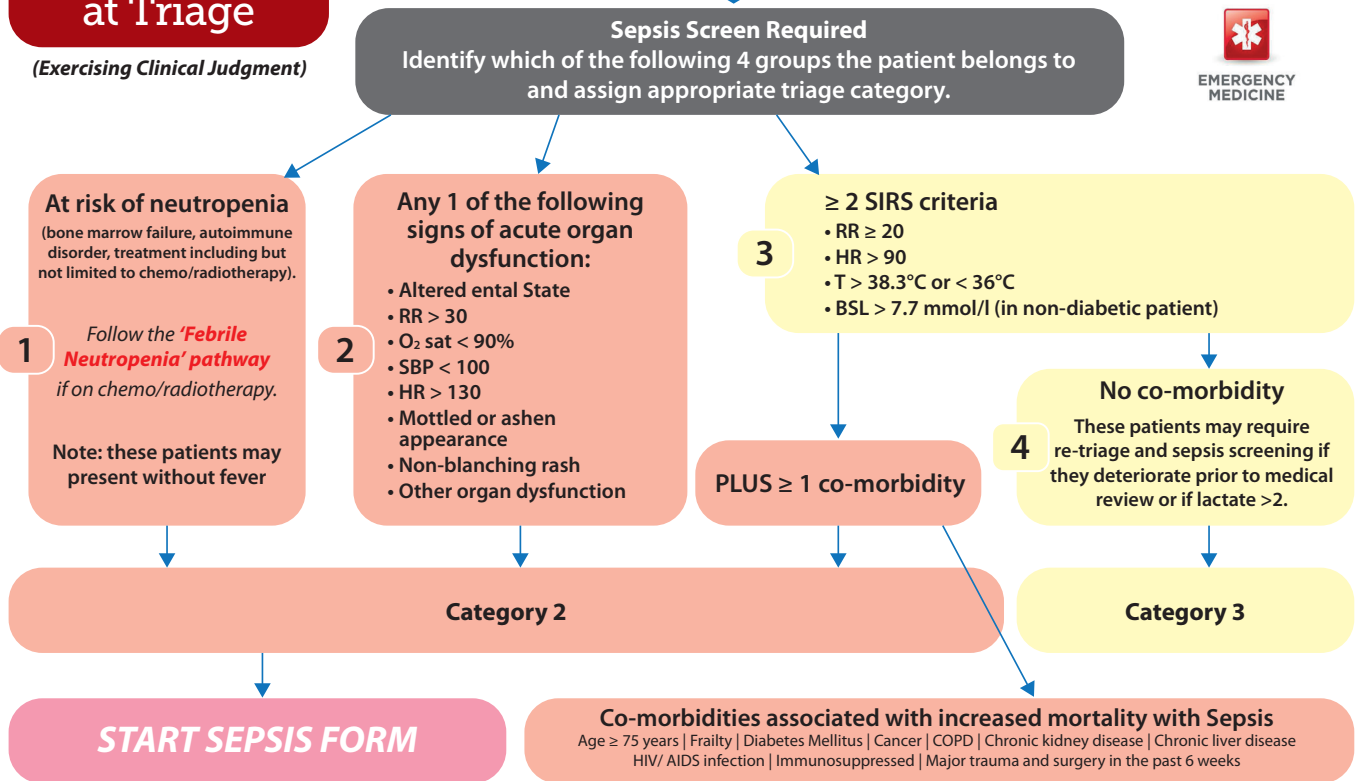 at Triage
(Exercising Clinical Judgment)
Sepsis Screen Required
Identify which of the following 4 groups the patient belongs to
and assign appropriate triage category.
EMERGENCY
MEDICINE
1
At risk of neutropenia
(bone marrow failure, autoimmune
disorder, treatment including but
not limited to chemo/radiotherapy).
Follow the ‘Febrile
Neutropenia’ pathway
if on chemo/radiotherapy.
Note: these patients may
present without fever
2
Any 1 of the following
signs of acute organ
dysfunction:
• Altered ental State
• RR > 30
• O₂ sat < 90%
• SBP < 100
• HR > 130
• Mottled or ashen
appearance
• Non-blanching rash
• Other organ dysfunction
3
≥ 2 SIRS criteria
• RR ≥ 20
• HR > 90
• T > 38.3°C or < 36°C
• BSL > 7.7 mmol/l (in non-diabetic patient)
PLUS ≥ 1 co-morbidity
4
No co-morbidity
These patients may require
re-triage and sepsis screening if
they deteriorate prior to medical
review or if lactate >2.
Category 2
Category 3
START SEPSIS FORM
Co-morbidities associated with increased mortality with Sepsis
Age ≥ 75 years | Frailty | Diabetes Mellitus | Cancer | COPD | Chronic kidney disease | Chronic liver disease
HIV/ AIDS infection | Immunosuppressed | Major trauma and surgery in the past 6 weeks